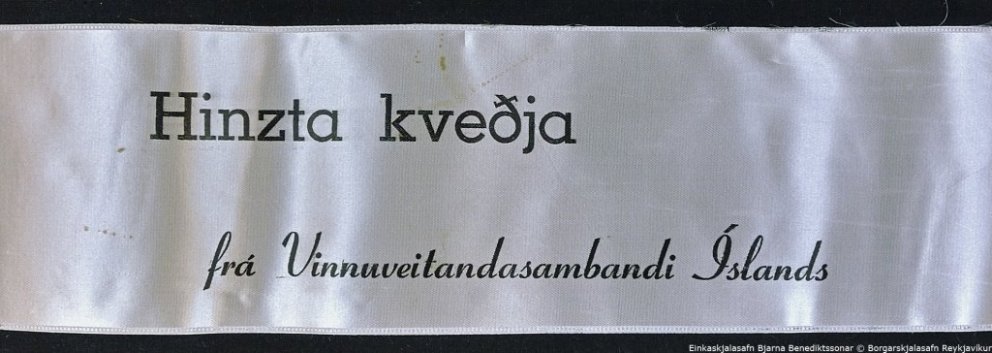 Hinzta kveðja
frá Vinnuveitandasambandi Íslands
Einkaskjalasafn Bjarna Benediktssonar © Borgarskjalasafn Reykjavíkur